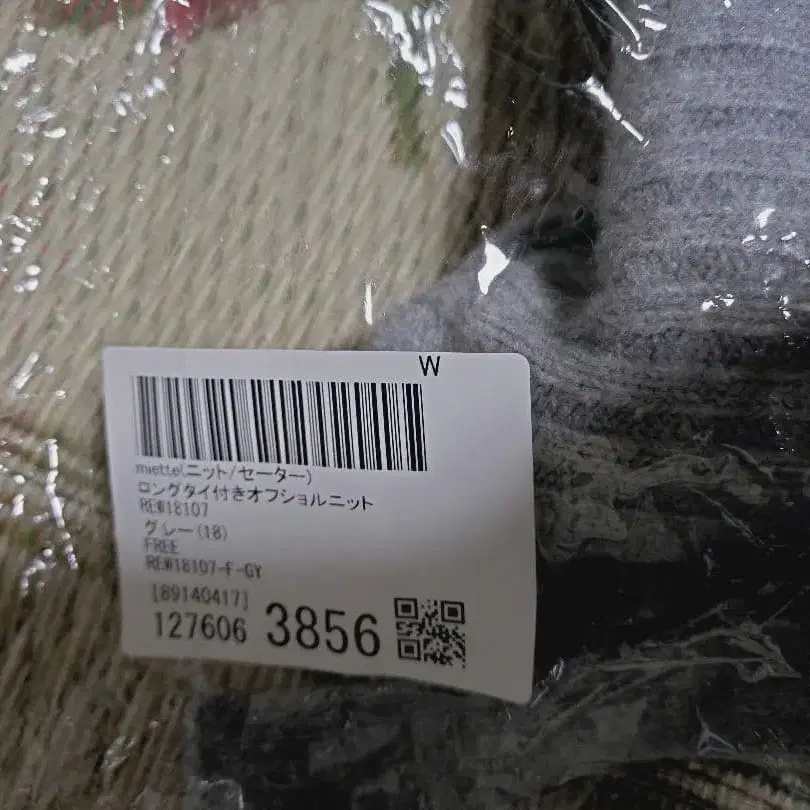 W
miette(ニット/セーター)
ロングタイ付きオフショルニット
REW18107
グレー(18)
FREE
REW18107-F-GY
[89140417]
127606 3856